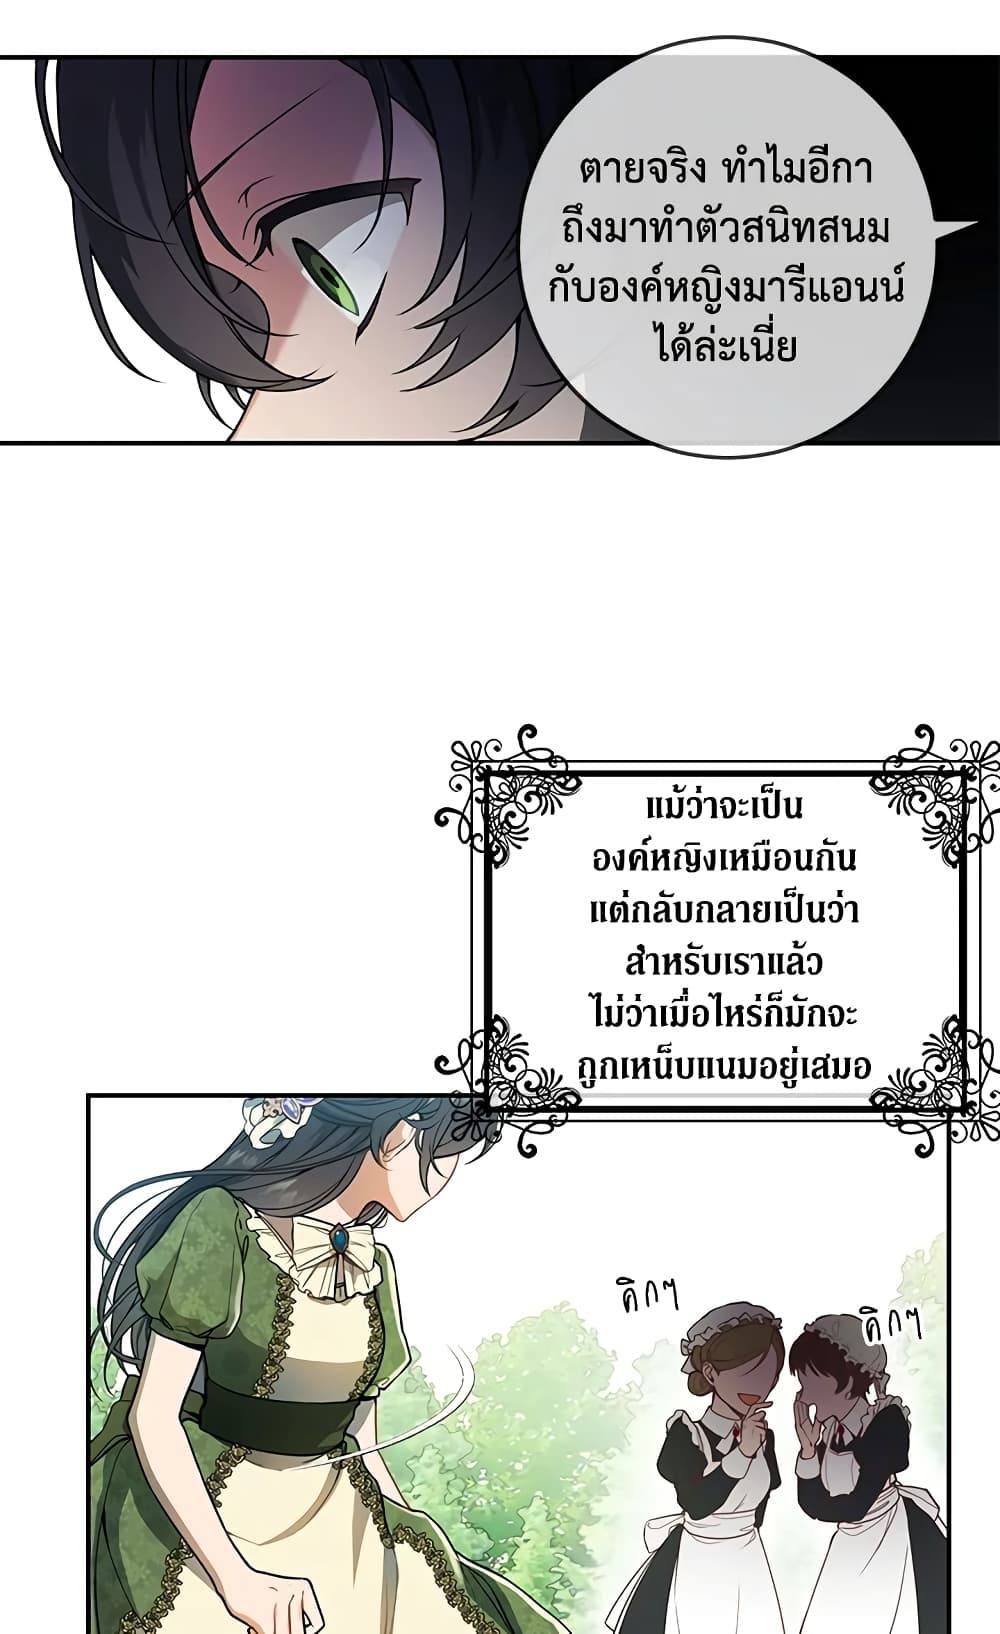 ตายจริง ทำไมอีกา
ถึงมาทำตัวสนิทสนม
กับองค์หญิงมารีแอนน์
ได้ล่ะเนี่ย
แม้ว่าจะเป็น
องค์หญิงเหมือนกัน
แต่กลับกลายเป็นว่า
สำหรับเราแล้ว
ไม่ว่าเมื่อไหร่ก็มักจะ
ถูกเหน็บแนมอยู่เสมอ
คิกๆ
คิกๆ